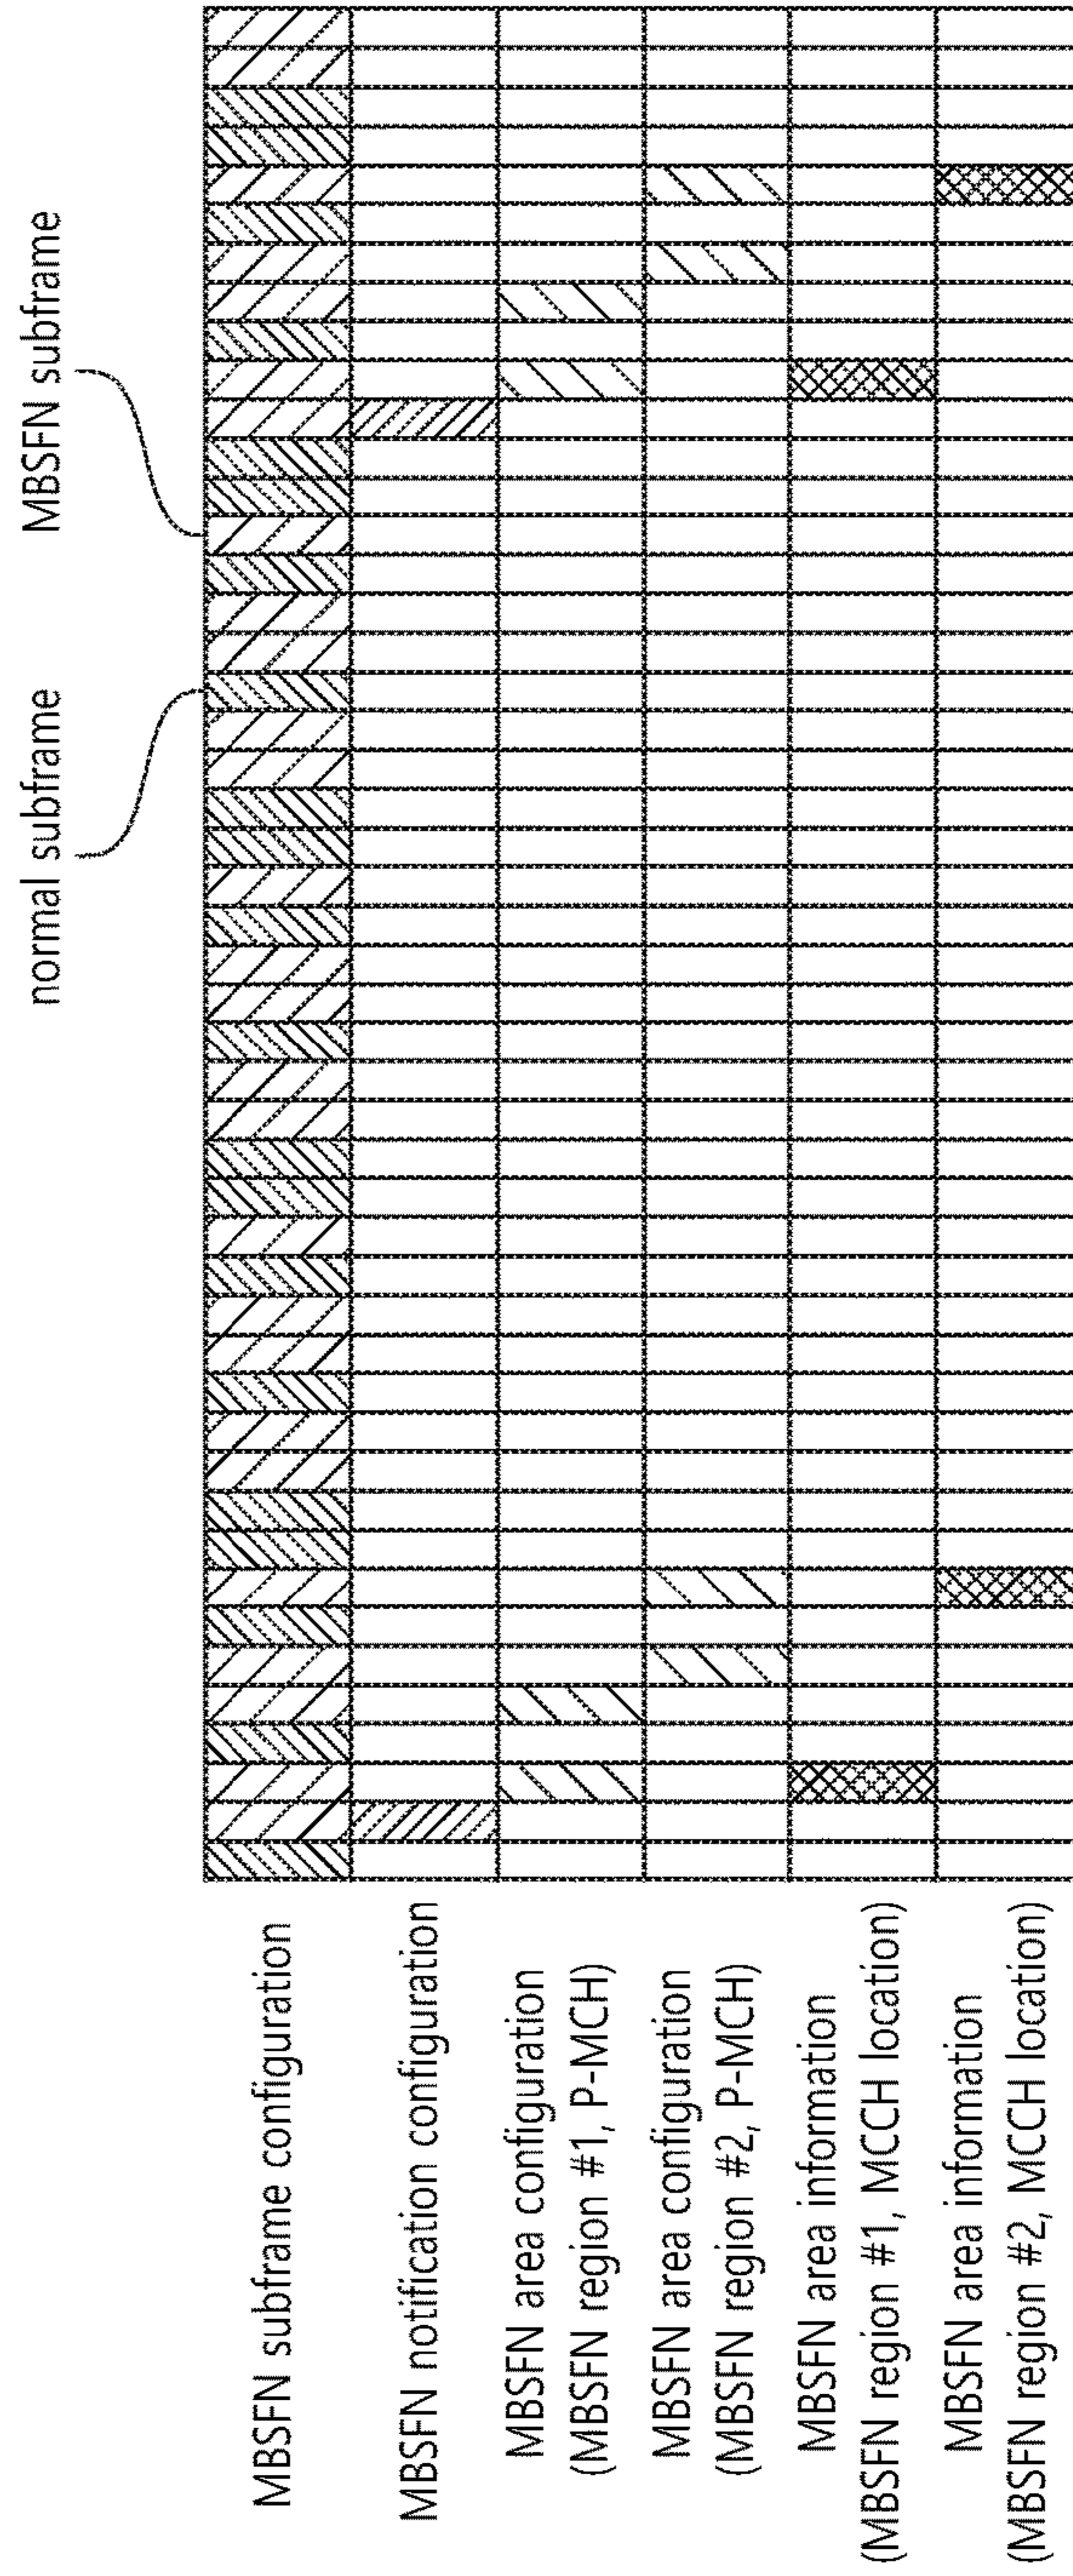 normal subframe
MBSFN subframe
MBSFN subframe configuration
MBSFN notification configuration
MBSFN area configuration
(MBSFN region #1, P-MCH)
MBSFN area configuration
(MBSFN region #2, P-MCH)
MBSFN area information
(MBSFN region #1, MCCH location)
MBSFN area information
(MBSFN region #2, MCCH location)